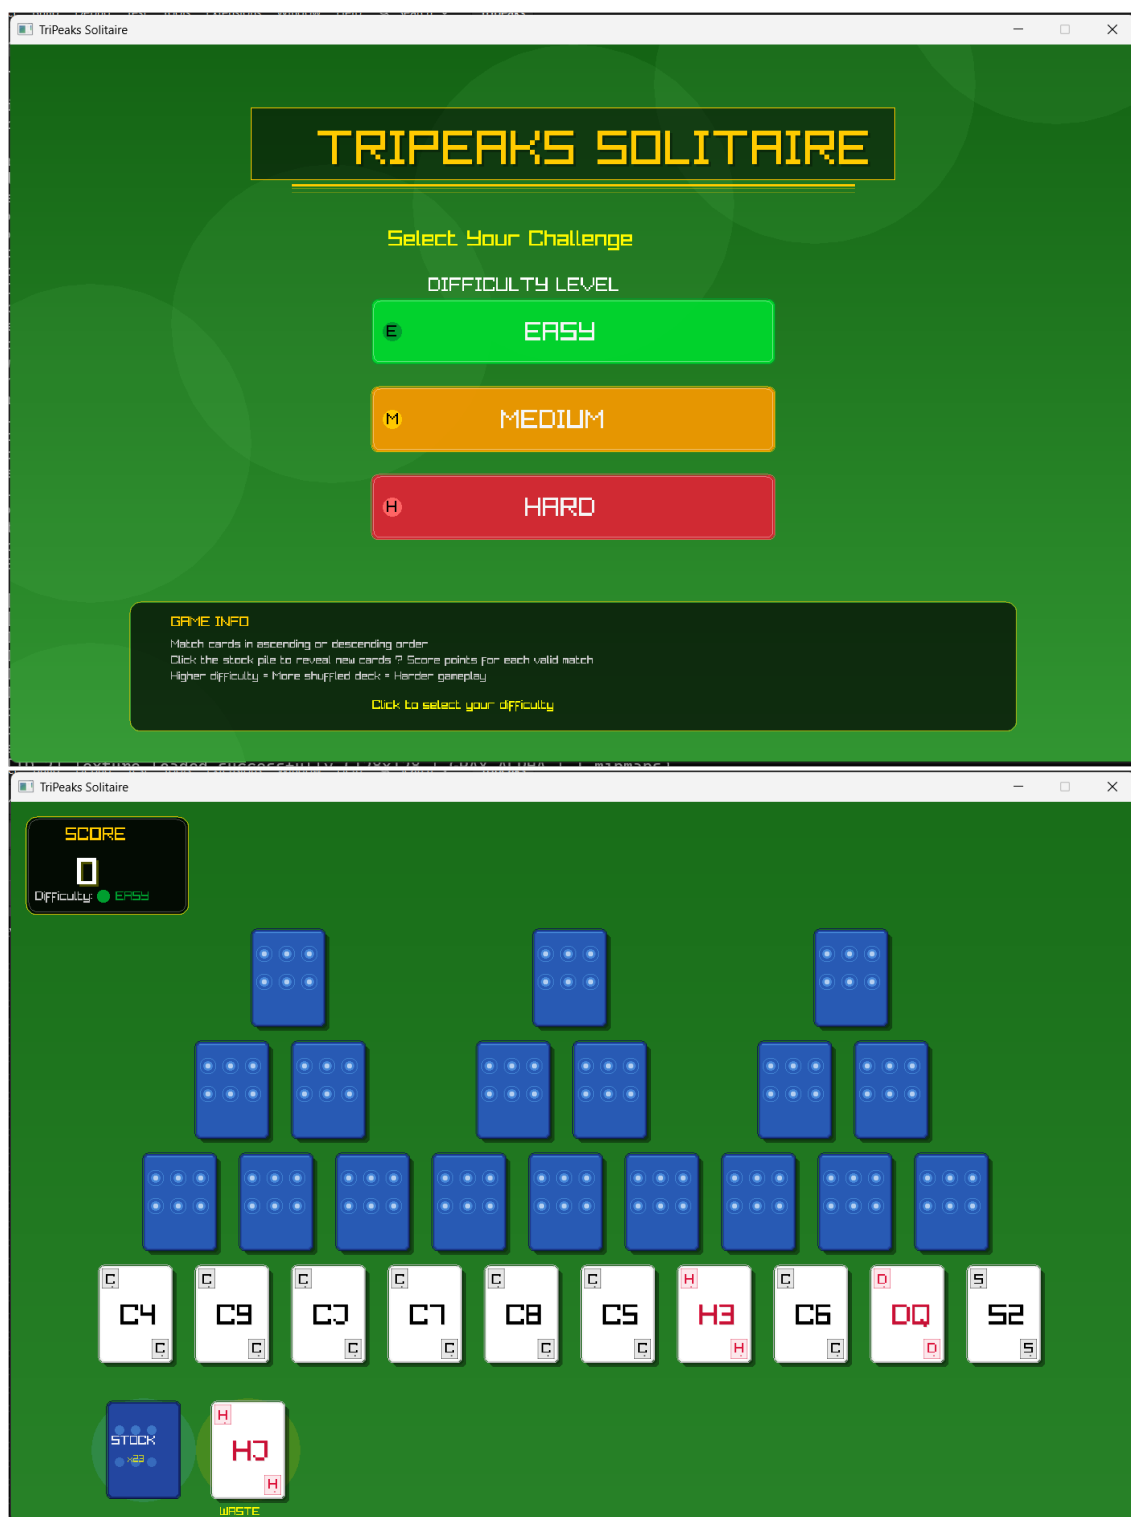 TriPeaks Solitaire
TRIPEAKS SOLITAIRE
Select Your Challenge
DIFFICULTY LEVEL
E EASY
M MEDIUM
H HARD
GAME INFO
Match cards in ascending or descending order
Click the stock pile to reveal new cards ? Score points for each valid match
Higher difficulty = More shuffled deck = Harder gameplay
Click to select your difficulty
TriPeaks Solitaire
SCORE
0
Difficulty: EASY
C C C C C C H C D S
C4 C9 CJ C7 C8 C5 H3 C6 DQ S2
C C C C C C H C D S
H
STOCK HJ
x23
H
WASTE